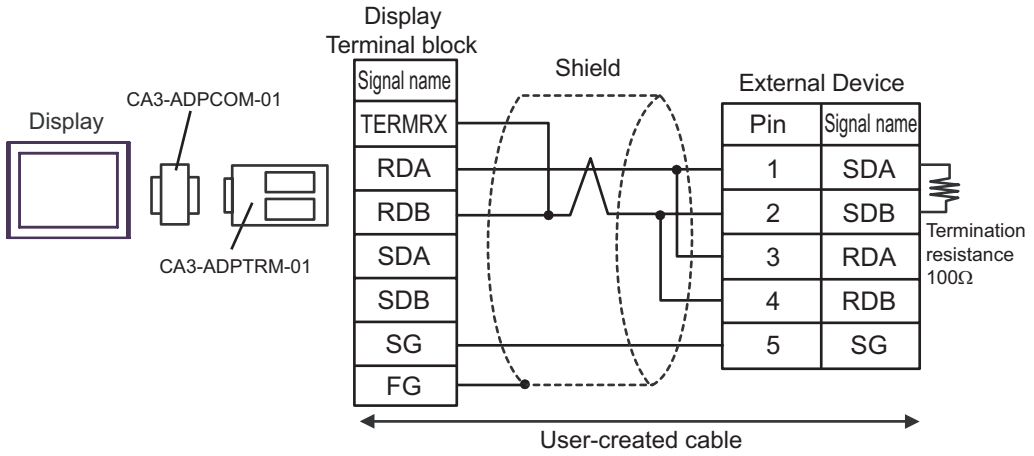 Display
CA3-ADPCOM-01
CA3-ADPTRM-01
Display
Terminal block
Signal name
TERMRX
RDA
RDB
SDA
SDB
SG
FG
Shield
External Device
Pin Signal name
1 SDA
2 SDB
3 RDA
4 RDB
5 SG
Termination
resistance
100Ω
User-created cable